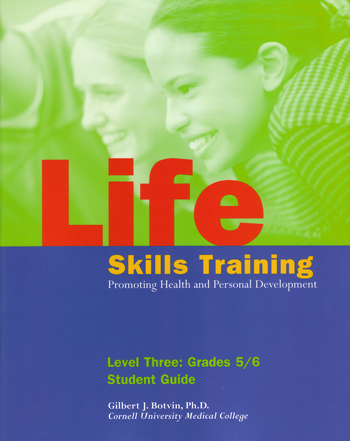 Life
Skills Training
Promoting Health and Personal Development
Level Three: Grades 5/6
Student Guide
Gilbert J. Botvin, Ph.D.
Cornell University Medical College